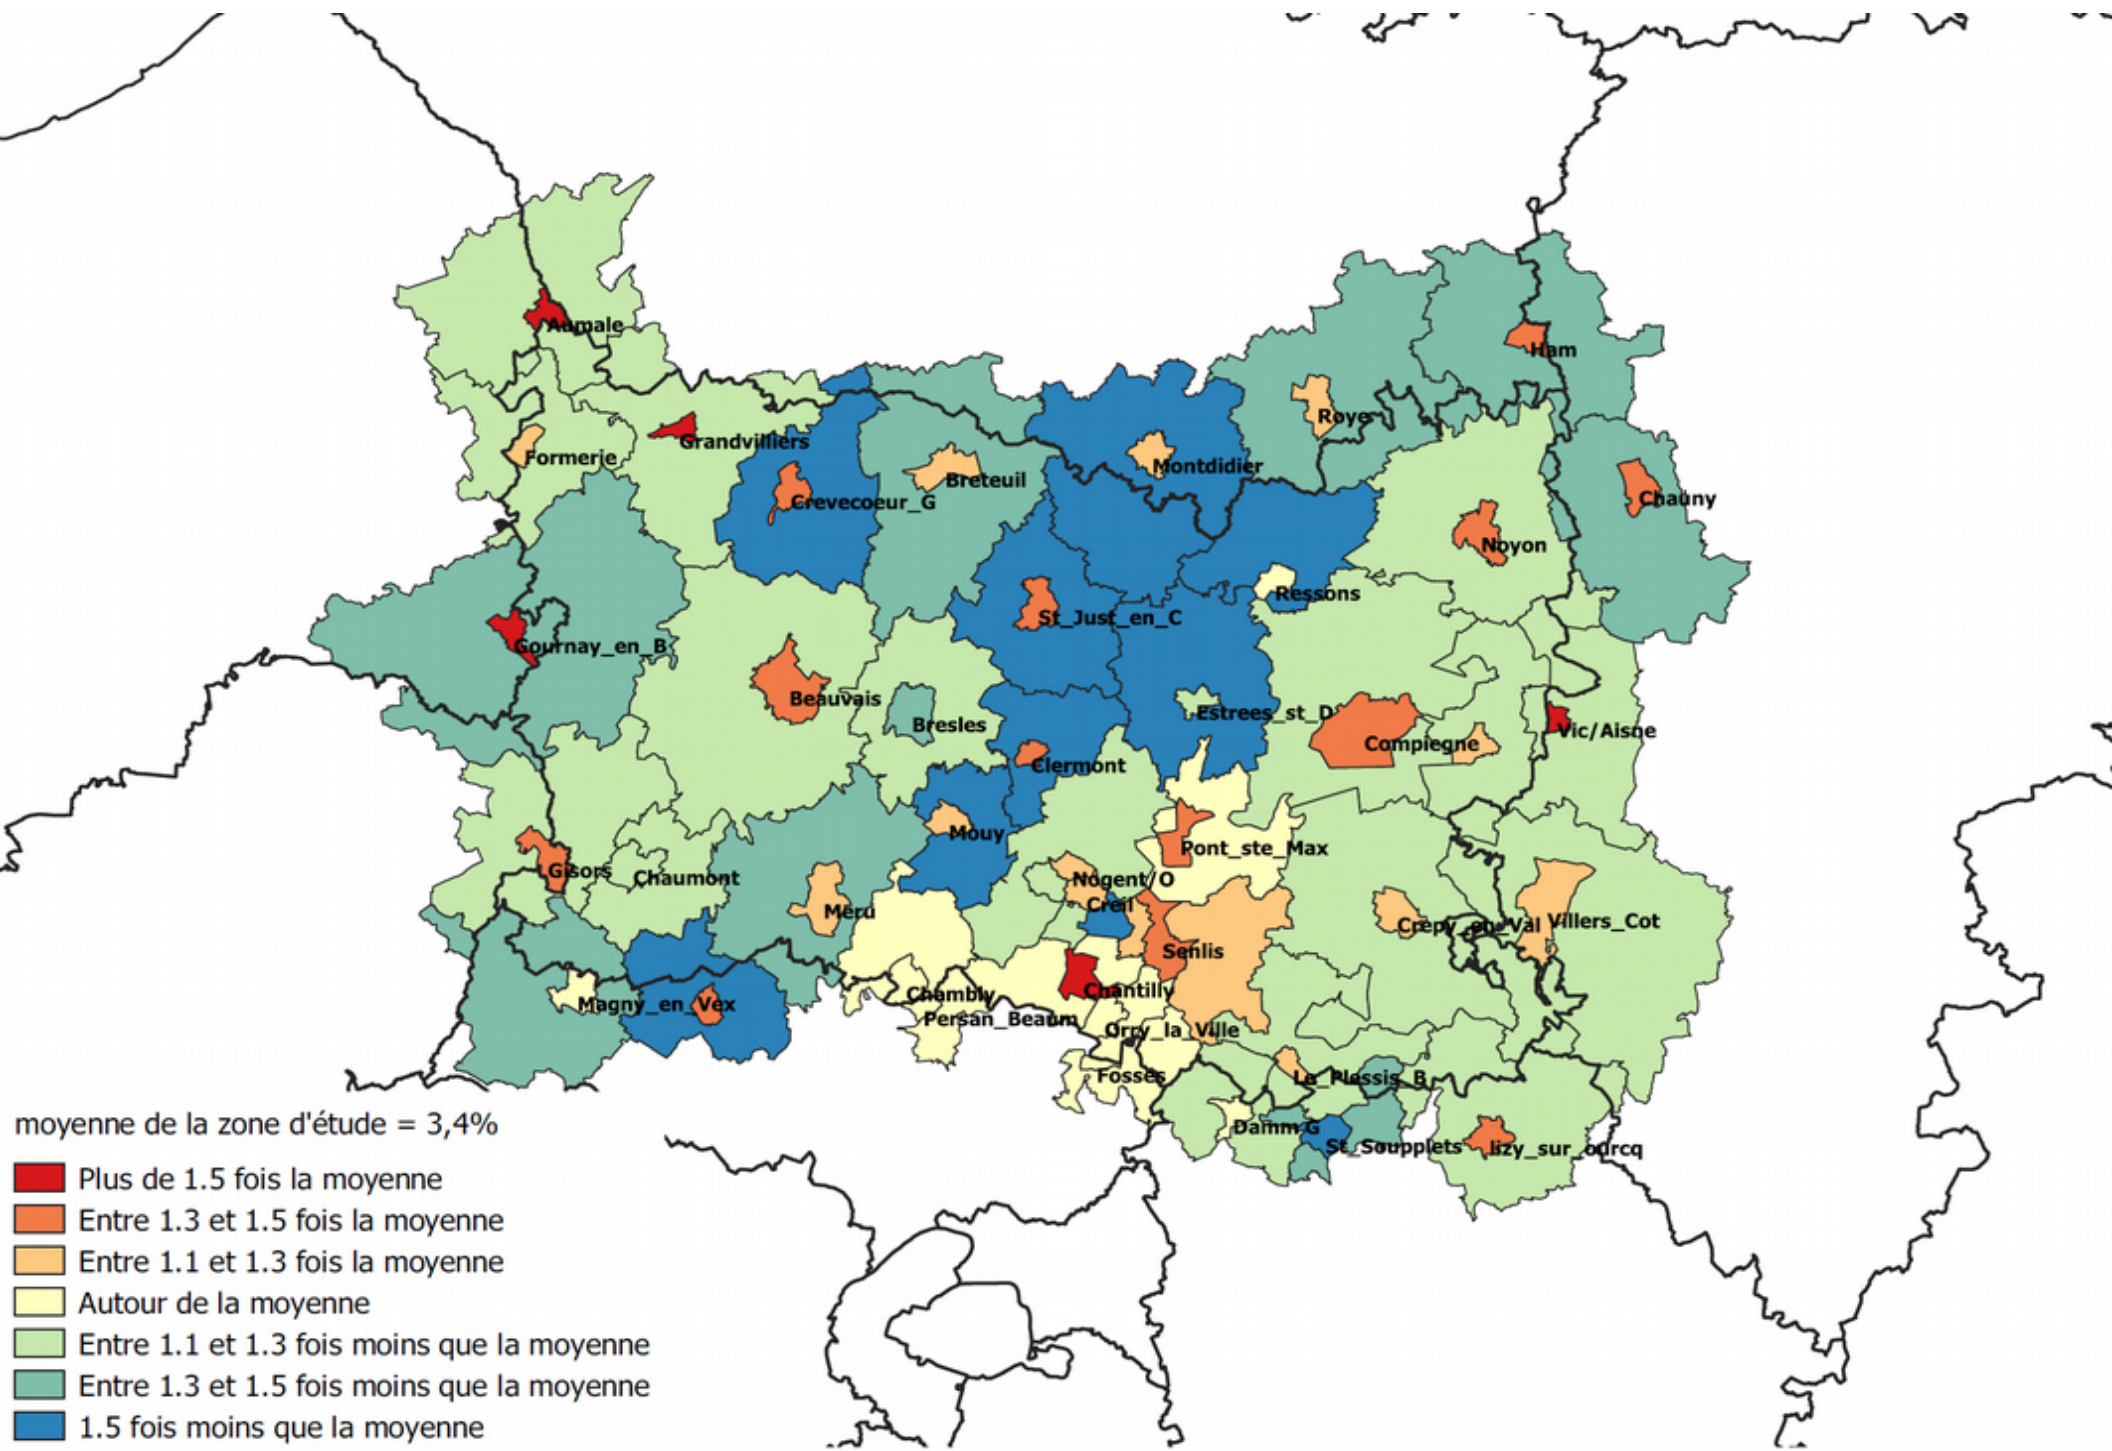 Aumale
Ham
Roye
Grandvilliers
Formerie
Montdidier
Breteuil
Crevecoeur_G
Chauny
Noyon
Ressons
St_Just_en_C
Gournay_en_B
Beauvais
Estrees_st_D
Bresles
Vic/Aisne
Compiegne
Clermont
Mouy
Pont_ste_Max
Gisors
Chaumont
Nogent/O
Creil
Meru
Crepy_en_Val
Villers_Cot
Senlis
Chantilly
Chambly
Magny_en_Vex
Persan_Beaum
Orry_la_Ville
Fosses
Le_Plessis_B
Damm G
St_Soupplets
lizy_sur_ourcq
moyenne de la zone d'étude = 3,4%
Plus de 1.5 fois la moyenne
Entre 1.3 et 1.5 fois la moyenne
Entre 1.1 et 1.3 fois la moyenne
Autour de la moyenne
Entre 1.1 et 1.3 fois moins que la moyenne
Entre 1.3 et 1.5 fois moins que la moyenne
1.5 fois moins que la moyenne